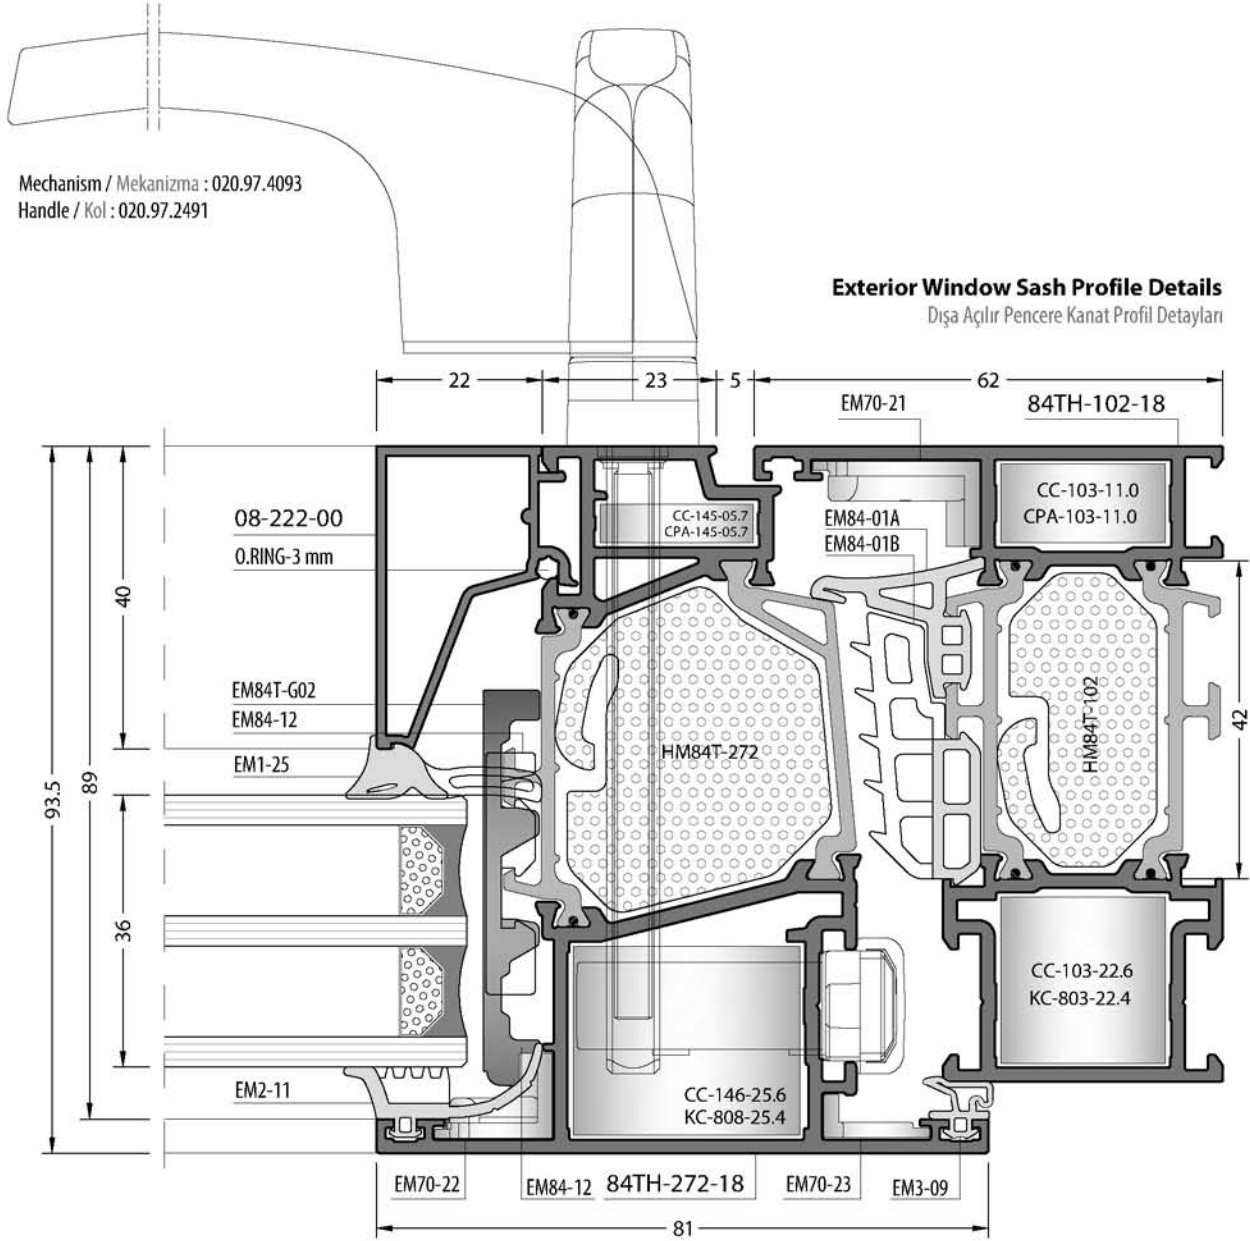 Mechanism / Mekanizma : 020.97.4093
Handle / Kol : 020.97.2491
Exterior Window Sash Profile Details
Dışa Açılır Pencere Kanat Profil Detayları
22
23
5
62
EM70-21
84TH-102-18
08-222-00
O.RING-3 mm
CC-145-05.7
CPA-145-05.7
EM84-01A
EM84-01B
CC-103-11.0
CPA-103-11.0
40
EM84T-G02
EM84-12
EM1-25
HM84T-272
HM84T-102
42
93.5
89
36
CC-103-22.6
KC-803-22.4
EM2-11
CC-146-25.6
KC-808-25.4
EM70-22
EM84-12
84TH-272-18
EM70-23
EM3-09
81